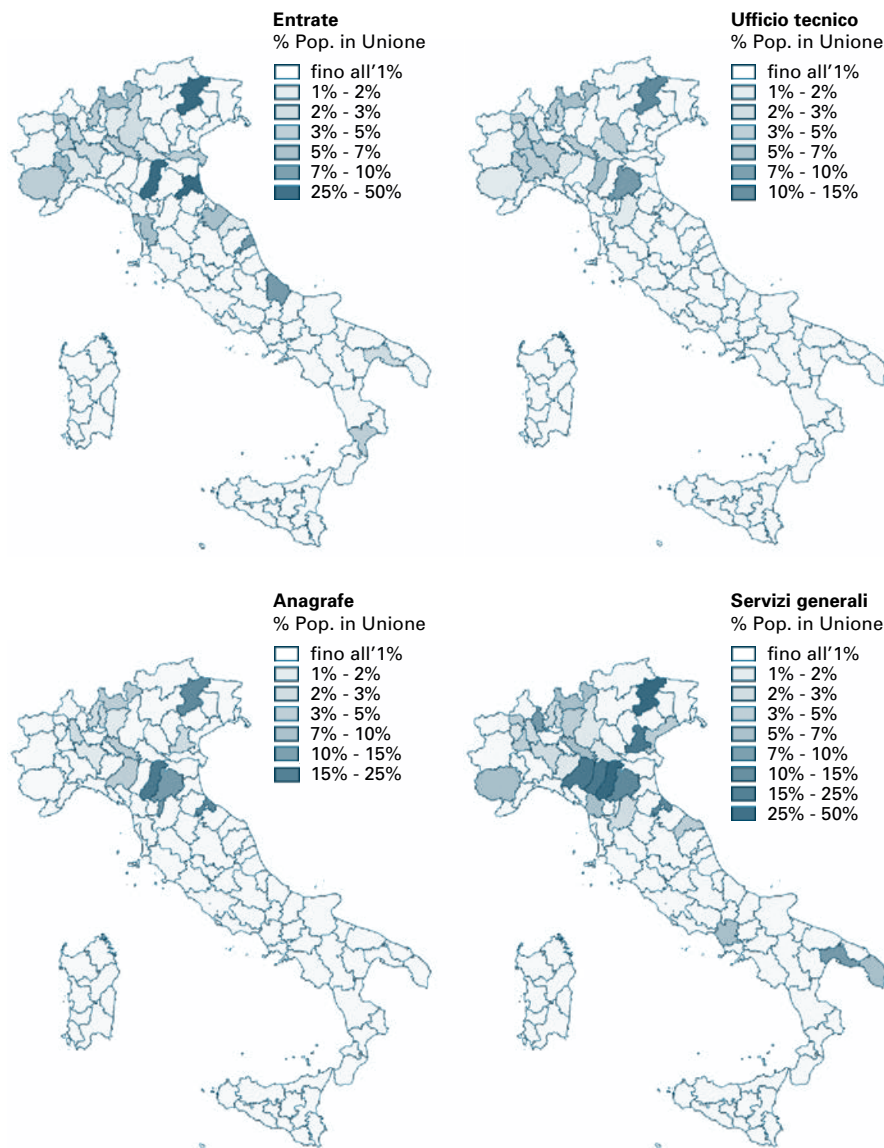 Entrate
% Pop. in Unione
fino all'1%
1% - 2%
2% - 3%
3% - 5%
5% - 7%
7% - 10%
25% - 50%
Ufficio tecnico
% Pop. in Unione
fino all'1%
1% - 2%
2% - 3%
3% - 5%
5% - 7%
7% - 10%
10% - 15%
Anagrafe
% Pop. in Unione
fino all'1%
1% - 2%
2% - 3%
3% - 5%
7% - 10%
10% - 15%
15% - 25%
Servizi generali
% Pop. in Unione
fino all'1%
1% - 2%
2% - 3%
3% - 5%
5% - 7%
7% - 10%
10% - 15%
15% - 25%
25% - 50%